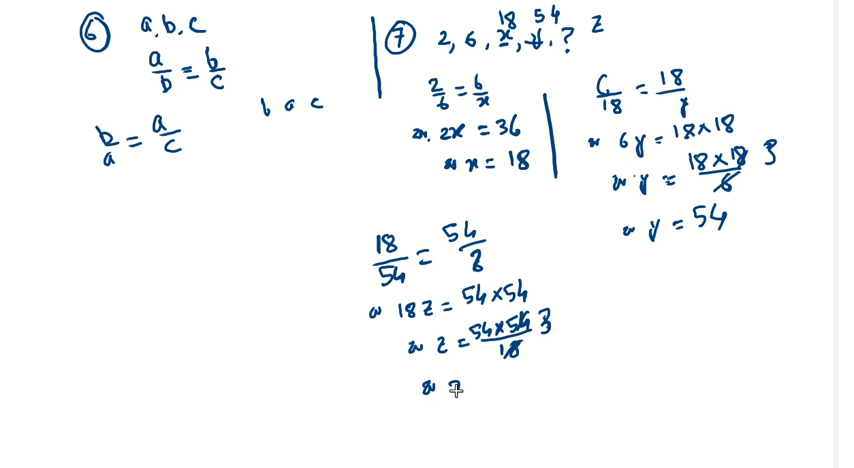 6 a, b, c
a/b = b/c
b a c
b/a = a/c
7 2, 6, x, y, ? z
18 54
2/6 = 6/x
2x = 36
x = 18
6/18 = 18/y
6y = 18×18
y = 18×18/6 3
y = 54
18/54 = 54/z
18z = 54×54
z = 54×54/18 3